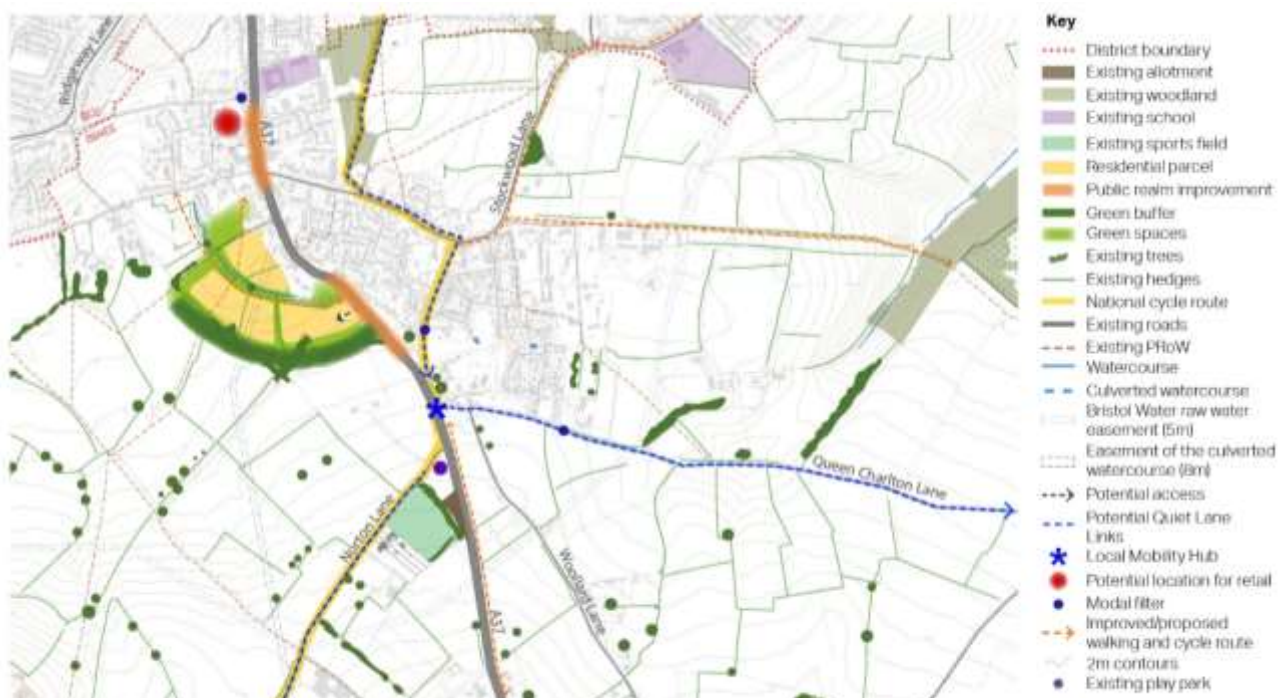 Key
District boundary
Existing allotment
Existing woodland
Existing school
Existing sports field
Residential parcel
Public realm improvement
Green buffer
Green spaces
Existing trees
Existing hedges
National cycle route
Existing roads
Existing PRoW
Watercourse
Culverted watercourse
Bristol Water raw water
easement (5m)
Easement of the culverted
watercourse (8m)
Potential access
Potential Quiet Lane
Links
Local Mobility Hub
Potential location for retail
Modal filter
Improved/proposed
walking and cycle route
2m contours
Existing play park
Ridgeway Lane
A37
Stockwood Lane
Queen Charlton Lane
Norton Lane
Woollard Lane
A37